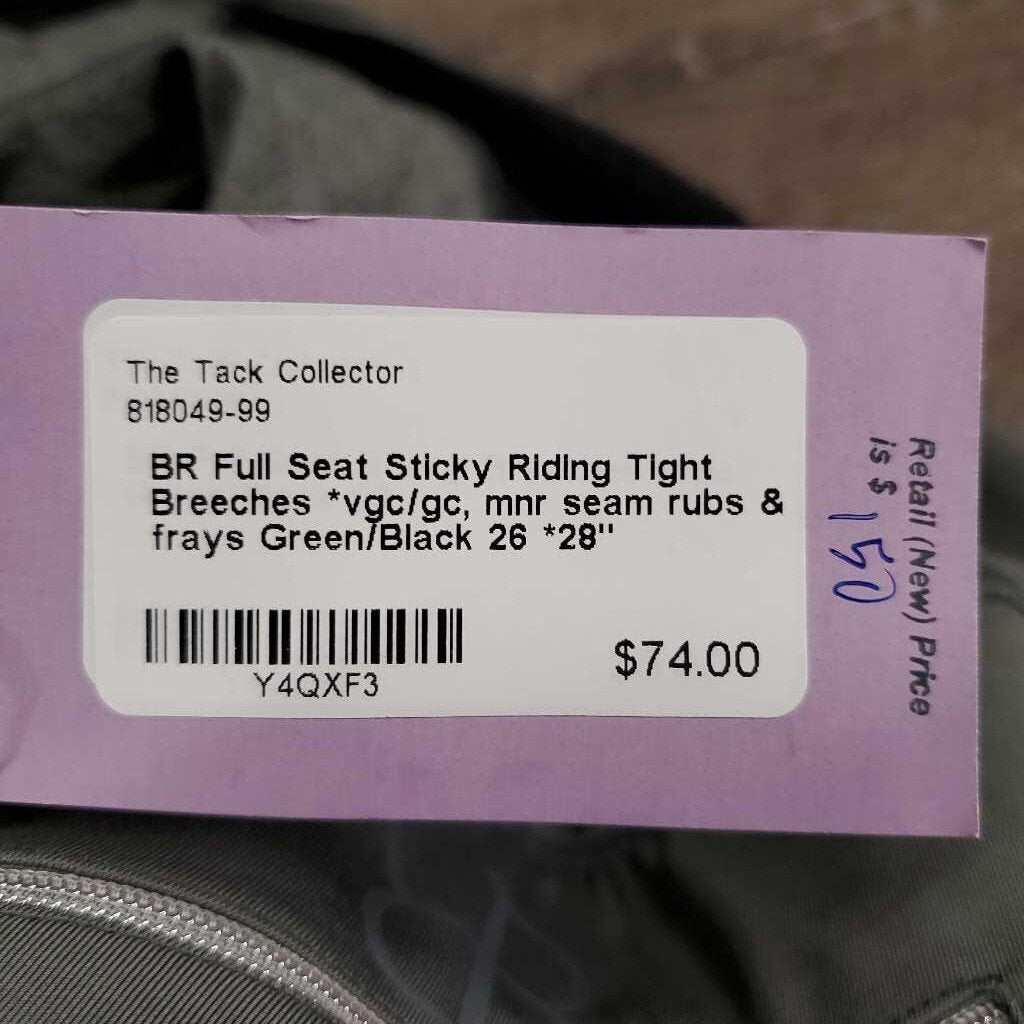 The Tack Collector
818049-99
BR Full Seat Sticky Riding Tight
Breeches *vgc/gc, mnr seam rubs &
frays Green/Black 26 *28"
Y4QXF3
$74.00
Retail (New) Price
is $ 150